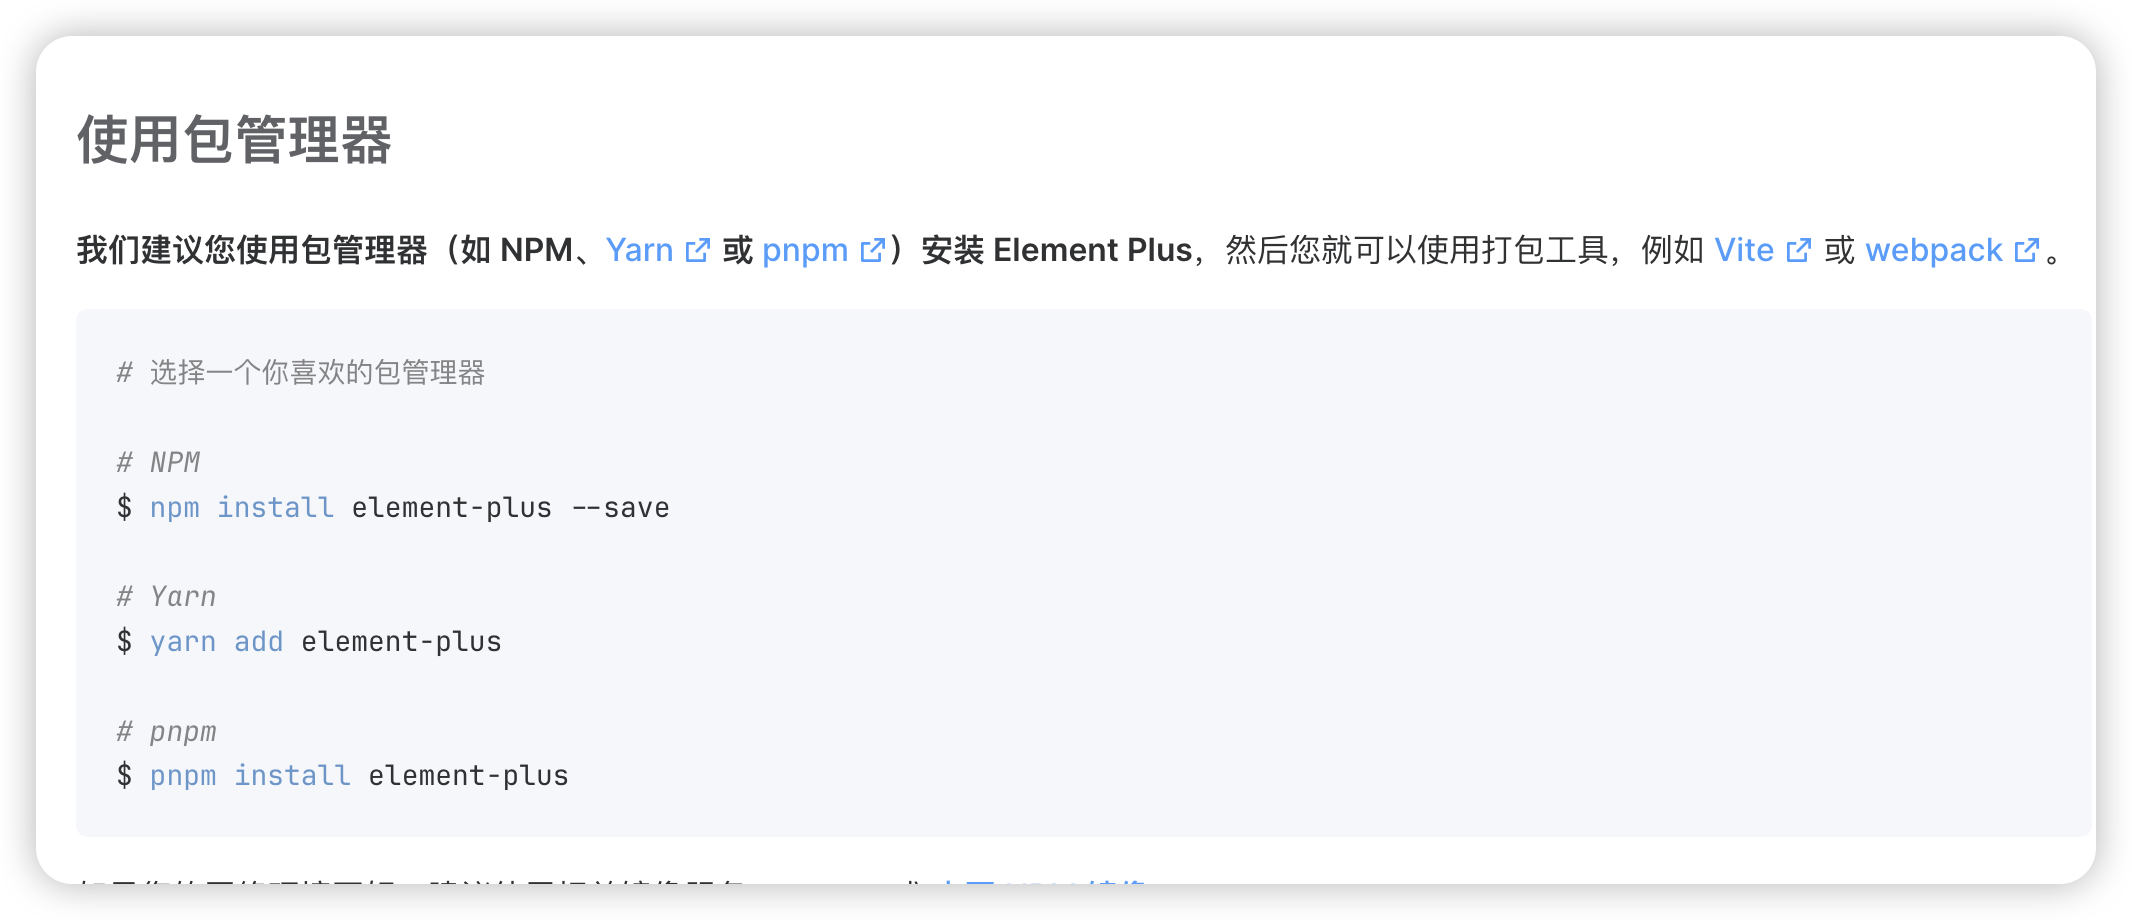 使用包管理器
我们建议您使用包管理器（如 NPM、Yarn 或 pnpm）安装 Element Plus，然后您就可以使用打包工具，例如 Vite 或 webpack。
# 选择一个你喜欢的包管理器
# NPM
$ npm install element-plus --save
# Yarn
$ yarn add element-plus
# pnpm
$ pnpm install element-plus